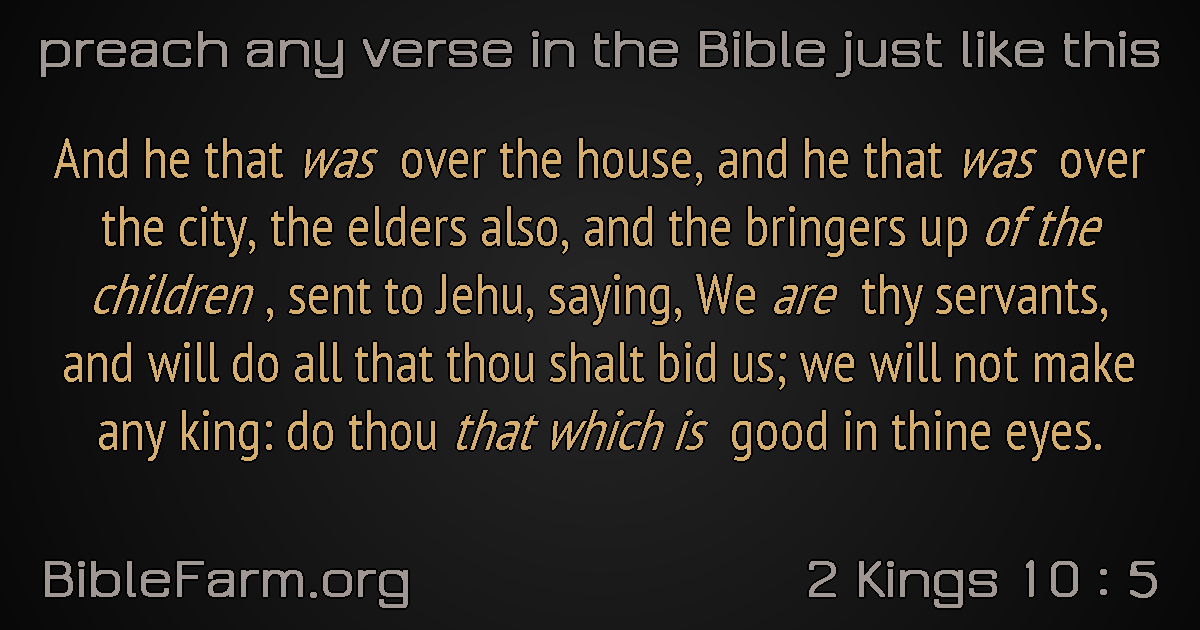 preach any verse in the Bible just like this
And he that was over the house, and he that was over
the city, the elders also, and the bringers up of the
children , sent to Jehu, saying, We are thy servants,
and will do all that thou shalt bid us; we will not make
any king: do thou that which is good in thine eyes.
BibleFarm.org
2 Kings 10 : 5